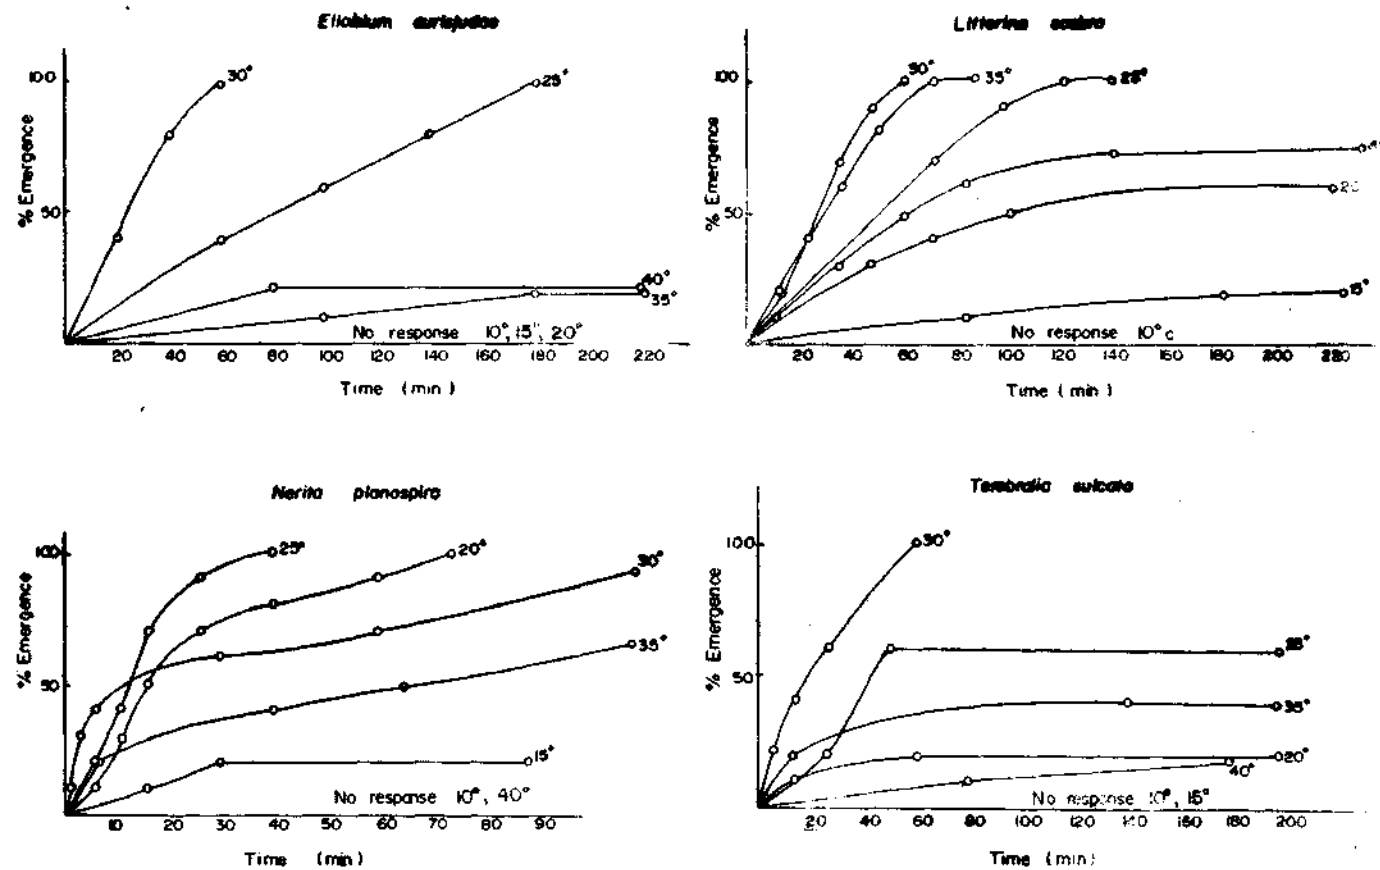 Ellobium aurisjudae
100
50
% Emergence
30°
25°
40°
35°
No response 10°, 15°, 20°
20 40 60 80 100 120 140 160 180 200 220
Time (min)
Littorina scabra
100
50
% Emergence
30°
35°
25°
20
15°
No response 10°c
20 40 60 80 100 120 140 160 180 200 220
Time (min)
Nerita planospira
100
50
% Emergence
25°
20°
30°
35°
15°
No response 10°, 40°
10 20 30 40 50 60 70 80 90
Time (min)
Terebralia sulcata
100
50
% Emergence
30°
25°
35°
20°
40°
No response 10°, 15°
20 40 60 80 100 120 140 160 180 200
Time (min)